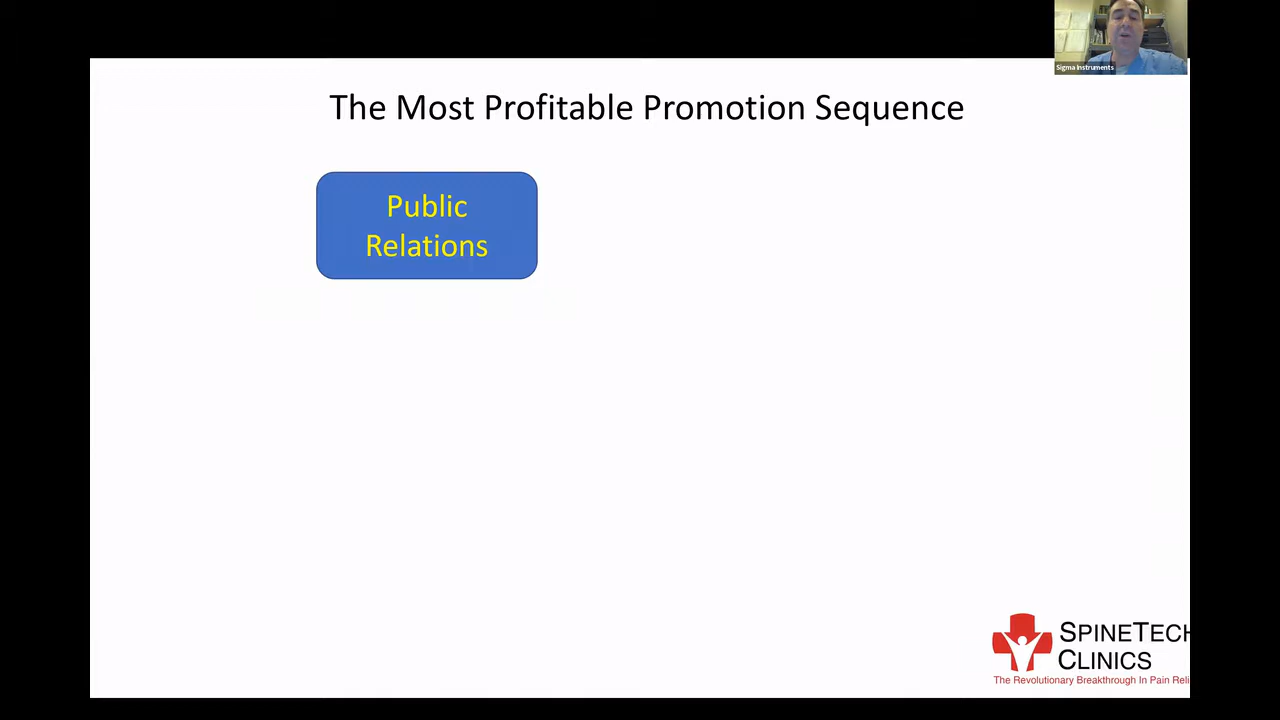 Sigma Instruments
The Most Profitable Promotion Sequence
Public
Relations
SPINETECH
CLINICS
The Revolutionary Breakthrough In Pain Reli